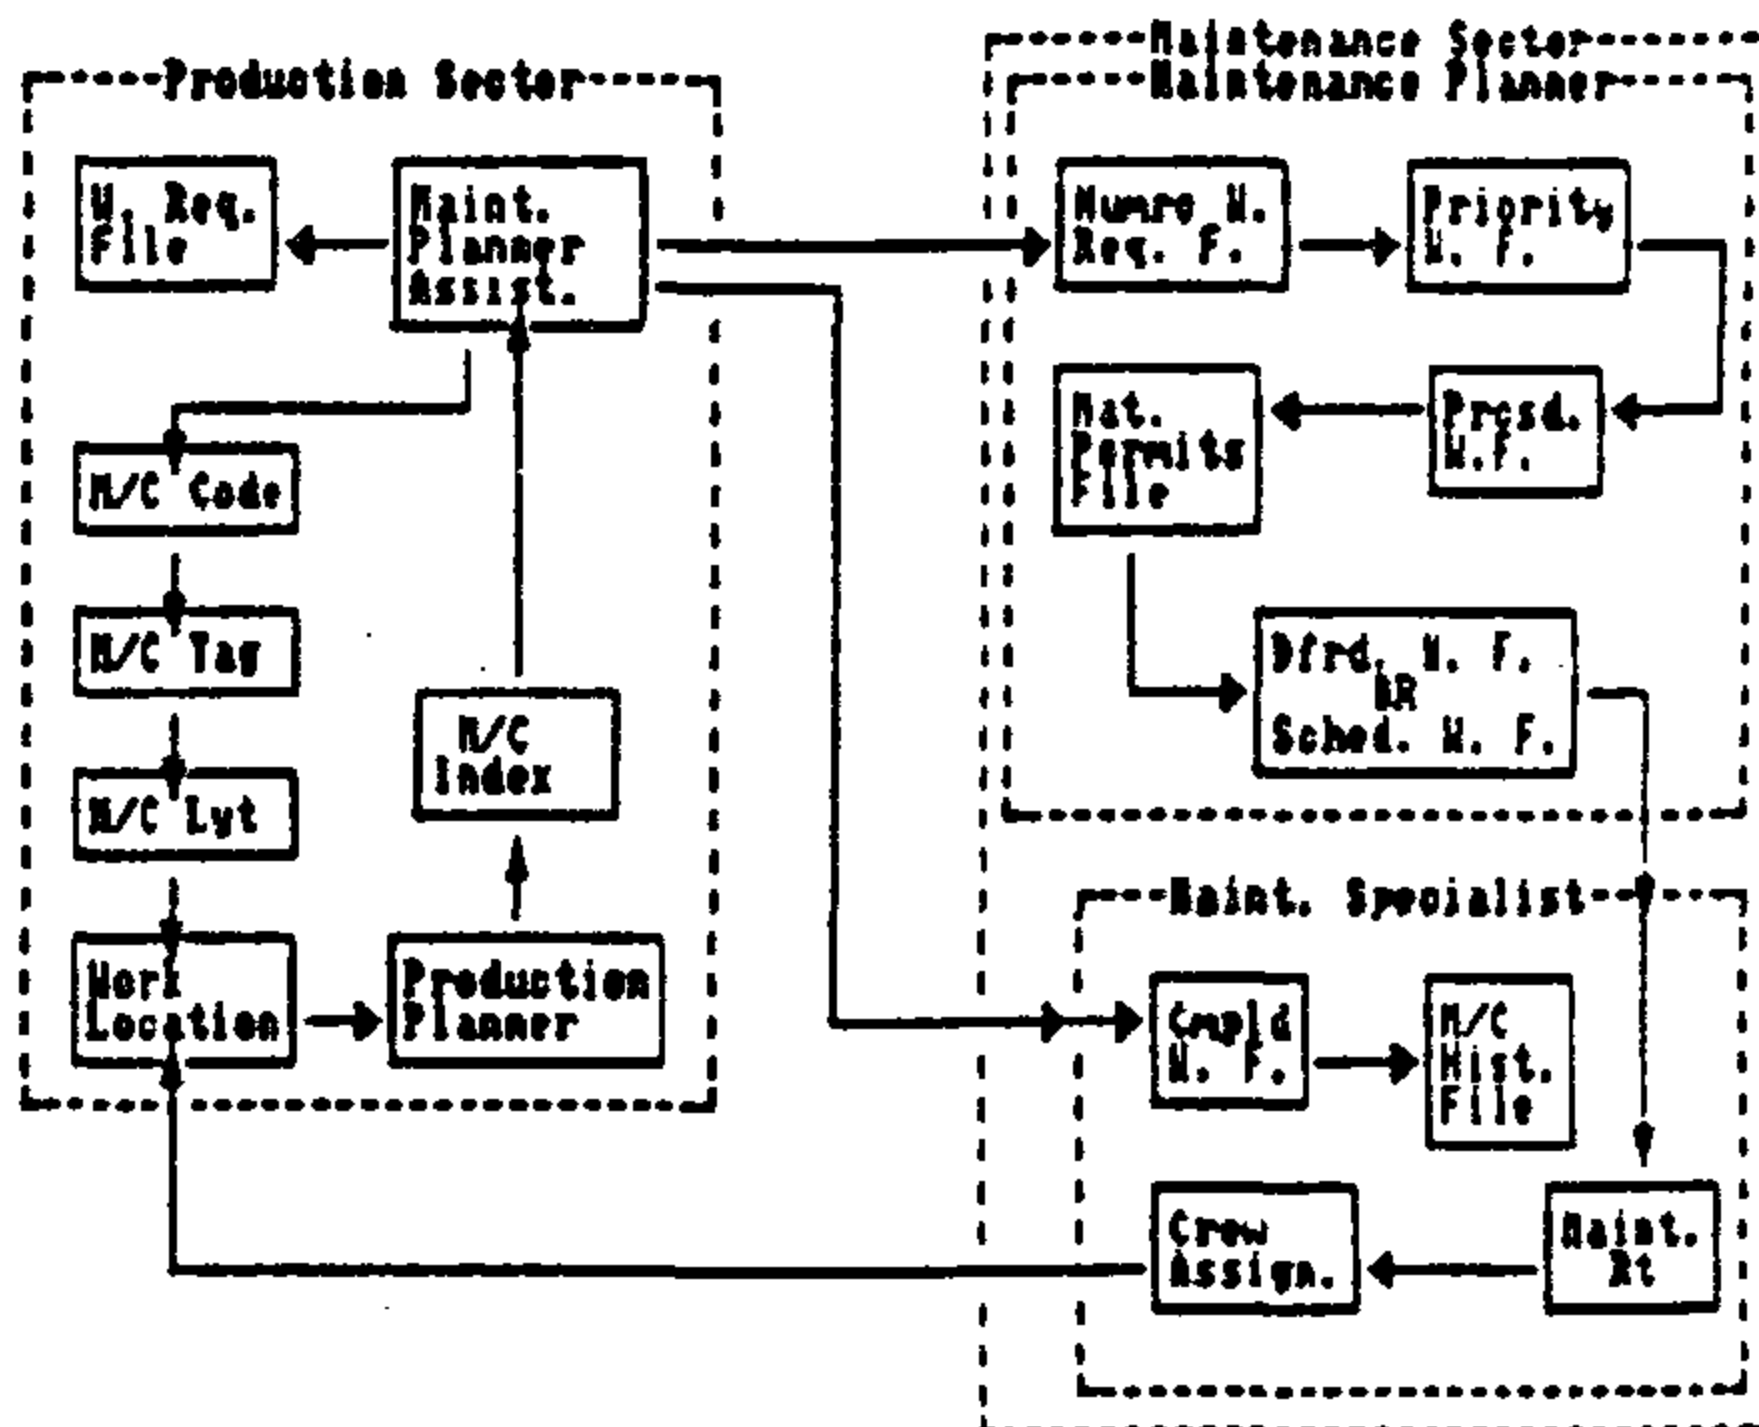 Production Sector
W. Req.
File
Maint.
Planner
Assist.
M/C Code
M/C Tag
M/C Lyt
Work
Location
Production
Planner
M/C
Index
Maintenance Sector
Maintenance Planner
W.
Req. F.
Priority
W. F.
Prcsd.
W.F.
Mat.
Permits
File
Dfrd. W. F.
OR
Sched. W. F.
Maint. Specialist
Cmpld
W. F.
M/C
Hist.
File
Crew
Assign.
Maint.
Rt